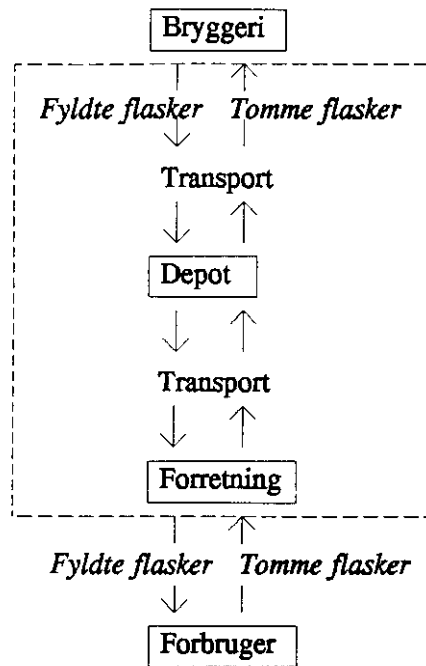 Bryggeri
Fyldte flasker Tomme flasker
Transport
Depot
Transport
Forretning
Fyldte flasker Tomme flasker
Forbruger